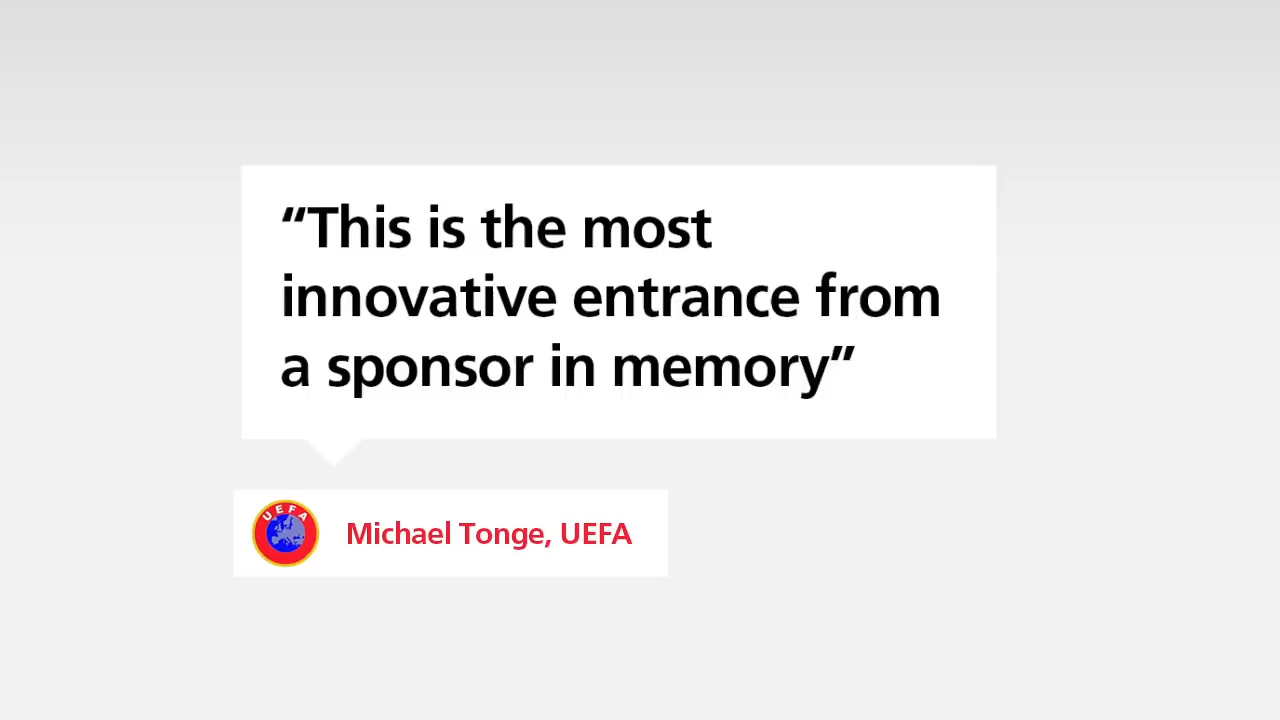 “This is the most
innovative entrance from
a sponsor in memory”
UEFA
Michael Tonge, UEFA